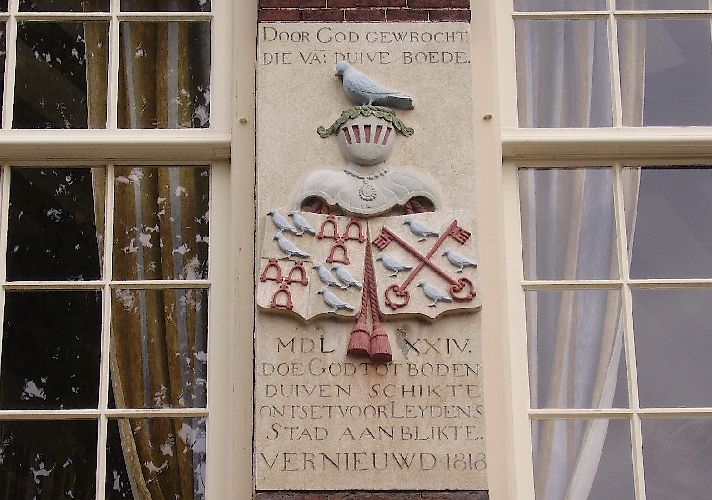 DOOR GOD GEWROCHT
DIE VA: DUIVE BOEDE.
MDL XXIV.
DOE GOD TOT BODEN
DUIVEN SCHIKTE
ONTSET VOOR LEYDENS
STAD AANBLIKTE.
VERNIEUWD 1818